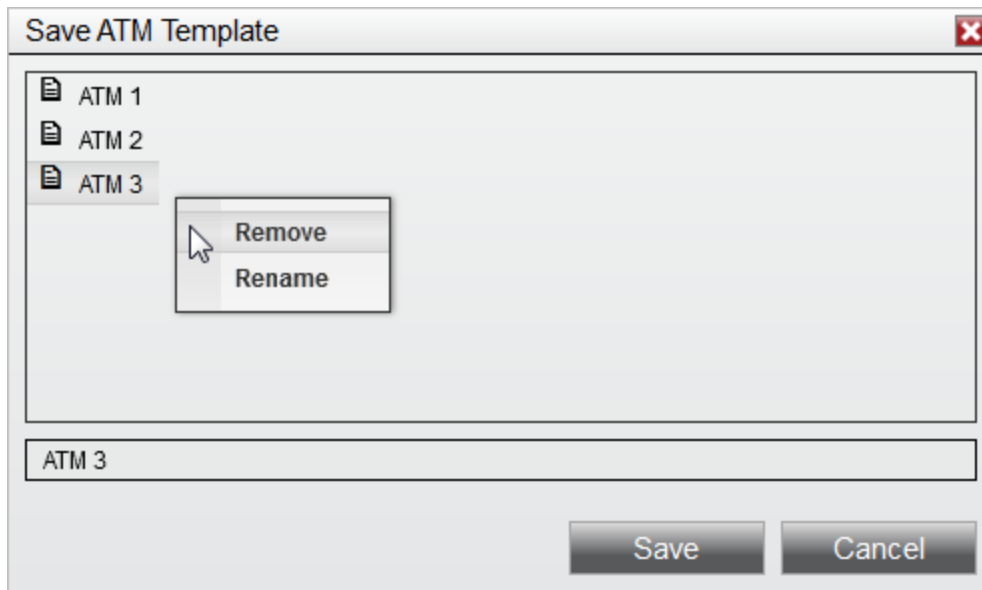 Save ATM Template
ATM 1
ATM 2
ATM 3
Remove
Rename
ATM 3
Save Cancel